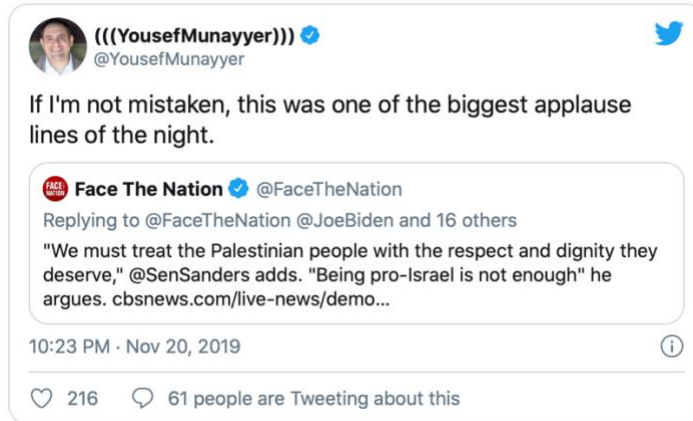 (((YousefMunayyer)))
@YousefMunayyer
If I'm not mistaken, this was one of the biggest applause
lines of the night.
FACE THE NATION
Face The Nation @FaceTheNation
Replying to @FaceTheNation @JoeBiden and 16 others
"We must treat the Palestinian people with the respect and dignity they
deserve," @SenSanders adds. "Being pro-Israel is not enough" he
argues. cbsnews.com/live-news/demo...
10:23 PM · Nov 20, 2019
216 61 people are Tweeting about this